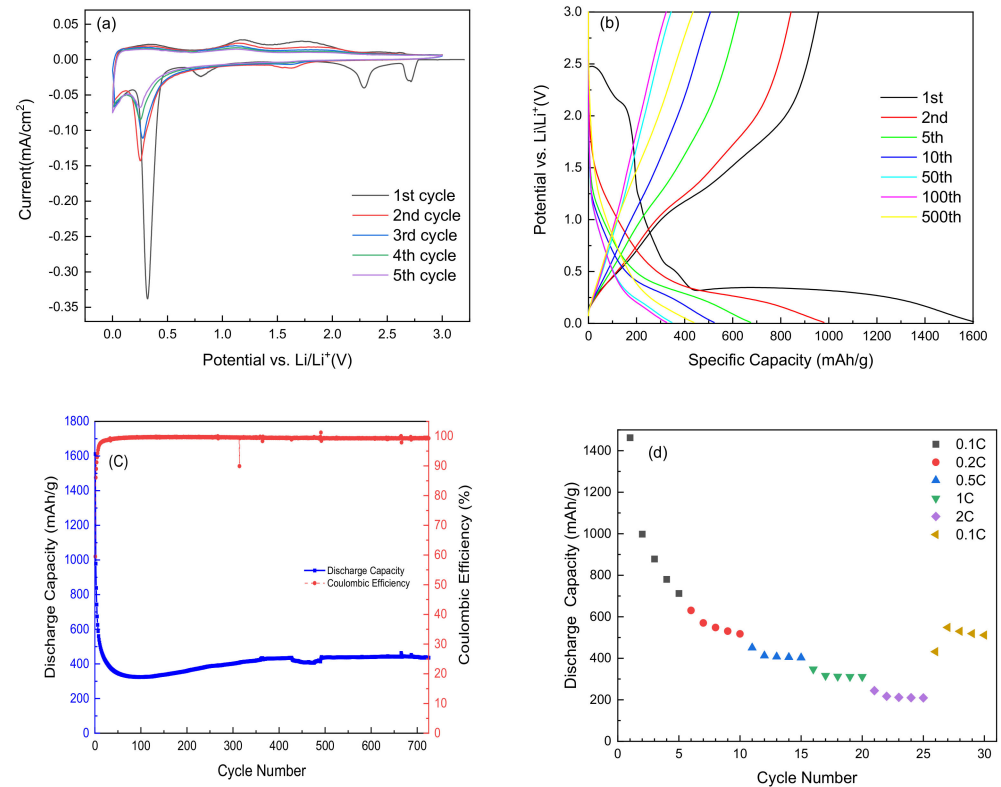 (a)
0.05
0.00
-0.05
-0.10
-0.15
-0.20
-0.25
-0.30
-0.35
Current(mA/cm²)
1st cycle
2nd cycle
3rd cycle
4th cycle
5th cycle
0.0 0.5 1.0 1.5 2.0 2.5 3.0
Potential vs. Li/Li⁺(V)
(b)
3.0
2.5
2.0
1.5
1.0
0.5
0.0
Potential vs. Li\Li⁺(V)
1st
2nd
5th
10th
50th
100th
500th
0 200 400 600 800 1000 1200 1400 1600
Specific Capacity (mAh/g)
(C)
1800
1600
1400
1200
1000
800
600
400
200
0
Discharge Capacity (mAh/g)
Discharge Capacity
Coulombic Efficiency
100
90
80
70
60
50
40
30
20
10
0
Coulombic Efficiency (%)
0 100 200 300 400 500 600 700
Cycle Number
(d)
1400
1200
1000
800
600
400
200
0
Discharge Capacity (mAh/g)
0.1C
0.2C
0.5C
1C
2C
0.1C
0 5 10 15 20 25 30
Cycle Number